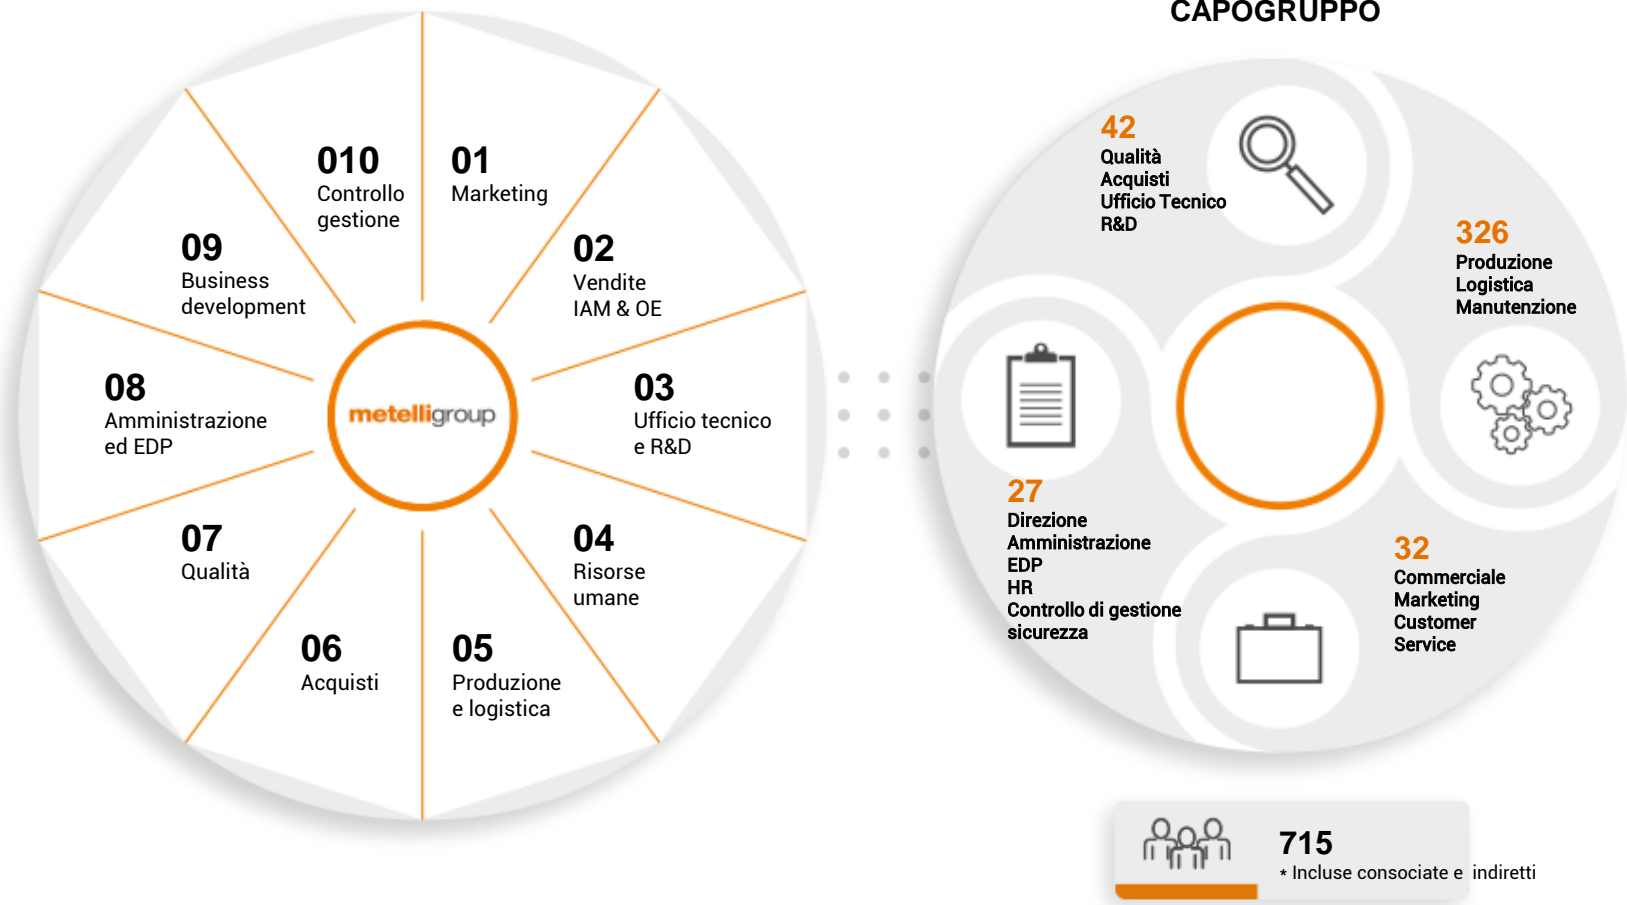 010
Controllo
gestione
01
Marketing
02
Vendite
IAM & OE
03
Ufficio tecnico
e R&D
04
Risorse
umane
05
Produzione
e logistica
06
Acquisti
07
Qualità
08
Amministrazione
ed EDP
09
Business
development
metelligroup
CAPOGRUPPO
42
Qualità
Acquisti
Ufficio Tecnico
R&D
326
Produzione
Logistica
Manutenzione
27
Direzione
Amministrazione
EDP
HR
Controllo di gestione
sicurezza
32
Commerciale
Marketing
Customer
Service
715
* Incluse consociate e indiretti